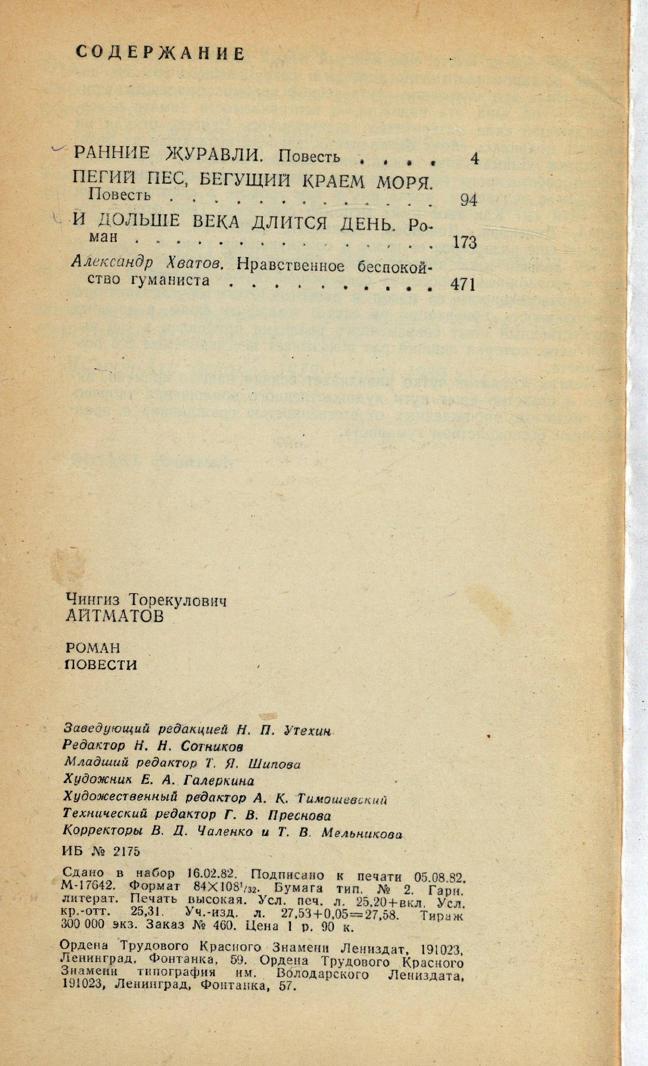 СОДЕРЖАНИЕ
РАННИЕ ЖУРАВЛИ. Повесть . . . . 4
ПЕГИЙ ПЕС, БЕГУЩИЙ КРАЕМ МОРЯ.
Повесть . . . . . . . . . . . . . 94
И ДОЛЬШЕ ВЕКА ДЛИТСЯ ДЕНЬ. Ро-
ман . . . . . . . . . . . . . . . 173
Александр Хватов. Нравственное беспокой-
ство гуманиста . . . . . . . . . . 471
Чингиз Торекулович
АЙТМАТОВ
РОМАН
ПОВЕСТИ
Заведующий редакцией Н. П. Утехин
Редактор Н. Н. Сотников
Младший редактор Т. Я. Шипова
Художник Е. А. Галеркина
Художественный редактор А. К. Тимошевский
Технический редактор Г. В. Преснова
Корректоры В. Д. Чаленко и Т. В. Мельникова
ИБ № 2175
Сдано в набор 16.02.82. Подписано к печати 05.08.82.
М-17642. Формат 84×108¹/₃₂. Бумага тип. № 2. Гарн.
литерат. Печать высокая. Усл. печ. л. 25,20+вкл. Усл.
кр.-отт. 25,31. Уч.-изд. л. 27,53+0,05=27,58. Тираж
300 000 экз. Заказ № 460. Цена 1 р. 90 к.
Ордена Трудового Красного Знамени Лениздат, 191023,
Ленинград, Фонтанка, 59. Ордена Трудового Красного
Знамени типография им. Володарского Лениздата,
191023, Ленинград, Фонтанка, 57.